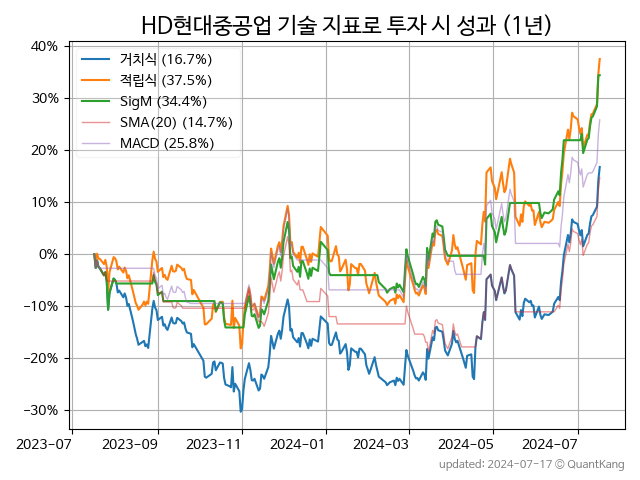 HD현대중공업 기술 지표로 투자 시 성과 (1년)
40%
30%
20%
10%
0%
−10%
−20%
−30%
거치식 (16.7%)
적립식 (37.5%)
SigM (34.4%)
SMA(20) (14.7%)
MACD (25.8%)
2023-07 2023-09 2023-11 2024-01 2024-03 2024-05 2024-07
updated: 2024-07-17 © QuantKang